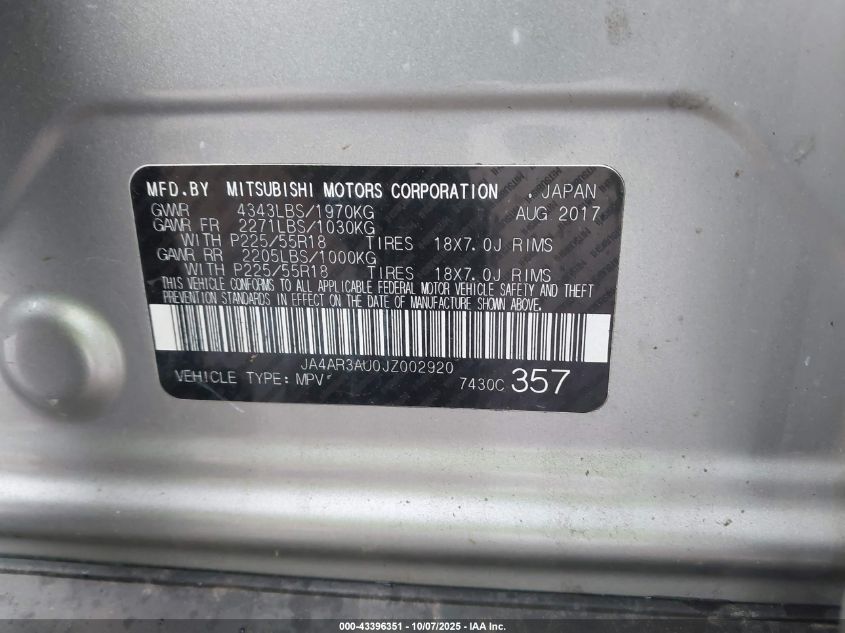 MFD.BY MITSUBISHI MOTORS CORPORATION , JAPAN
GVWR 4343LBS/1970KG AUG 2017
GAWR FR 2271LBS/1030KG
WITH P225/55R18 TIRES 18X7.0J RIMS
GAWR RR 2205LBS/1000KG
WITH P225/55R18 TIRES 18X7.0J RIMS
THIS VEHICLE CONFORMS TO ALL APPLICABLE FEDERAL MOTOR VEHICLE SAFETY AND THEFT
PREVENTION STANDARDS IN EFFECT ON THE DATE OF MANUFACTURE SHOWN ABOVE.
JA4AR3AU0JZ002920
VEHICLE TYPE: MPV 7430C 357
000-43396351 - 10/07/2025 - IAA Inc.